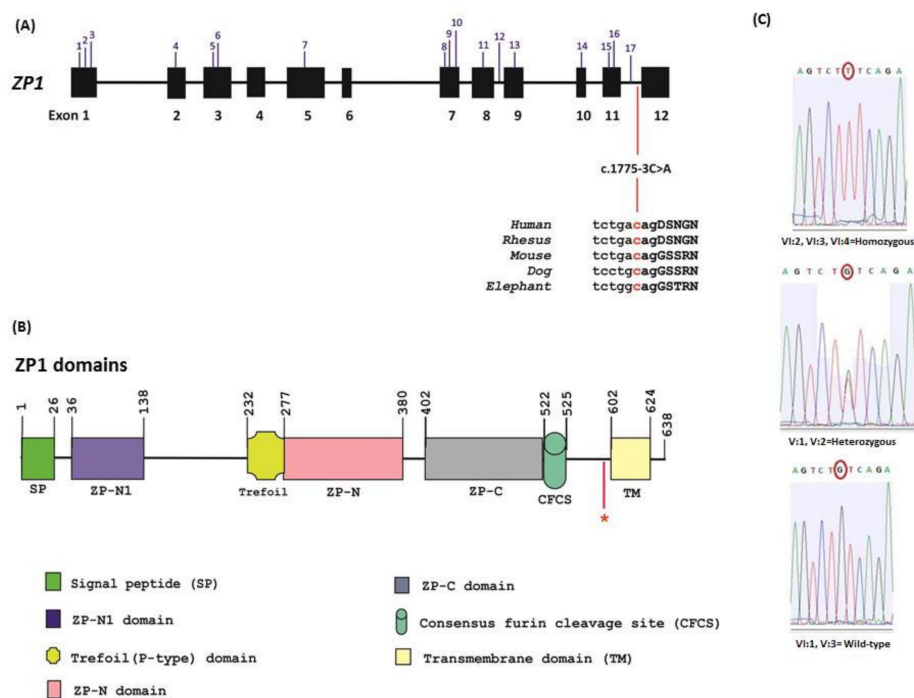 (A)
1 2 3 4 5 6 7 8 9 10 11 12 13 14 15 16 17
ZP1
Exon 1 2 3 4 5 6 7 8 9 10 11 12
c.1775-3C>A
Human tctgacagDSNGN
Rhesus tctgacagDSNGN
Mouse tctgacagGSSRN
Dog tcctgcagGSSRN
Elephant tctggcagGSTRN
(B)
ZP1 domains
1 26 36 138 232 277 380 402 522 525 602 624 638
SP ZP-N1 Trefoil ZP-N ZP-C CFCS TM
*
Signal peptide (SP)
ZP-N1 domain
Trefoil(P-type) domain
ZP-N domain
ZP-C domain
Consensus furin cleavage site (CFCS)
Transmembrane domain (TM)
(C)
A G T C T T T C A G A
VI:2, VI:3, VI:4=Homozygous
A G T C T G T C A G A
V:1, V:2=Heterozygous
A G T C T G T C A G A
VI:1, V:3= Wild-type